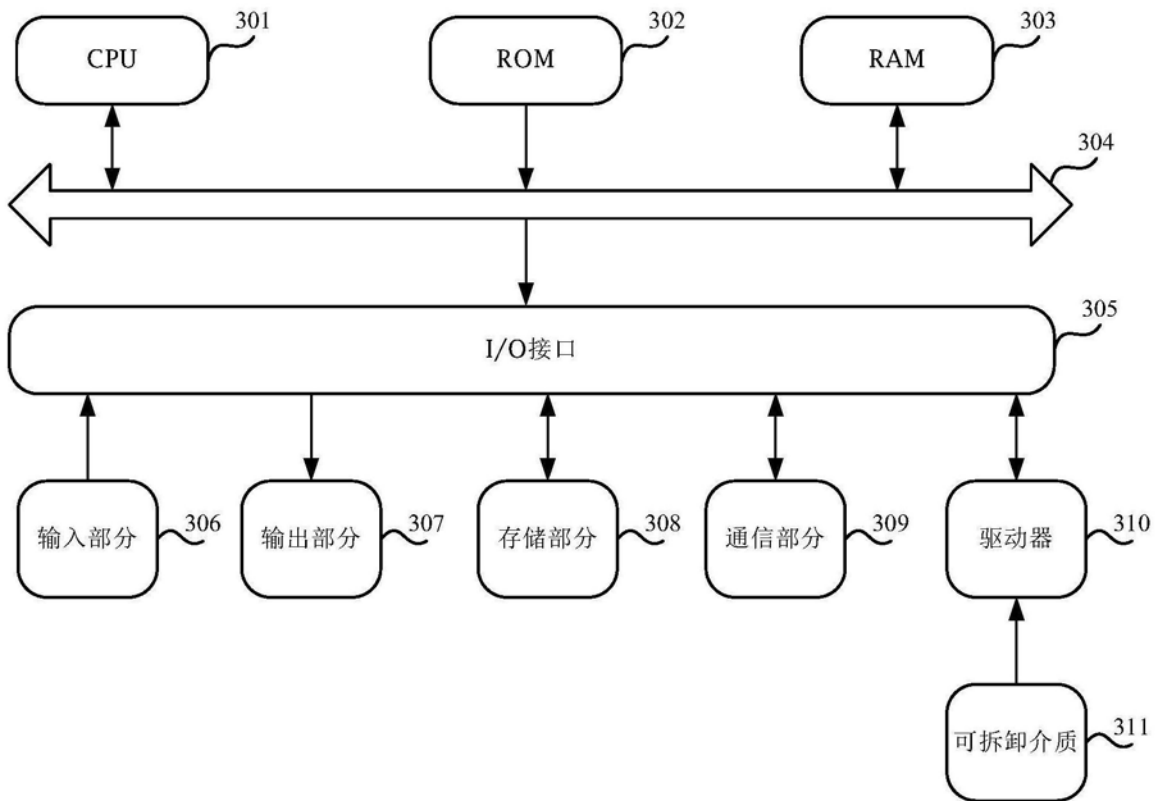 CPU
301
ROM
302
RAM
303
304
I/O接口
305
输入部分
306
输出部分
307
存储部分
308
通信部分
309
驱动器
310
可拆卸介质
311